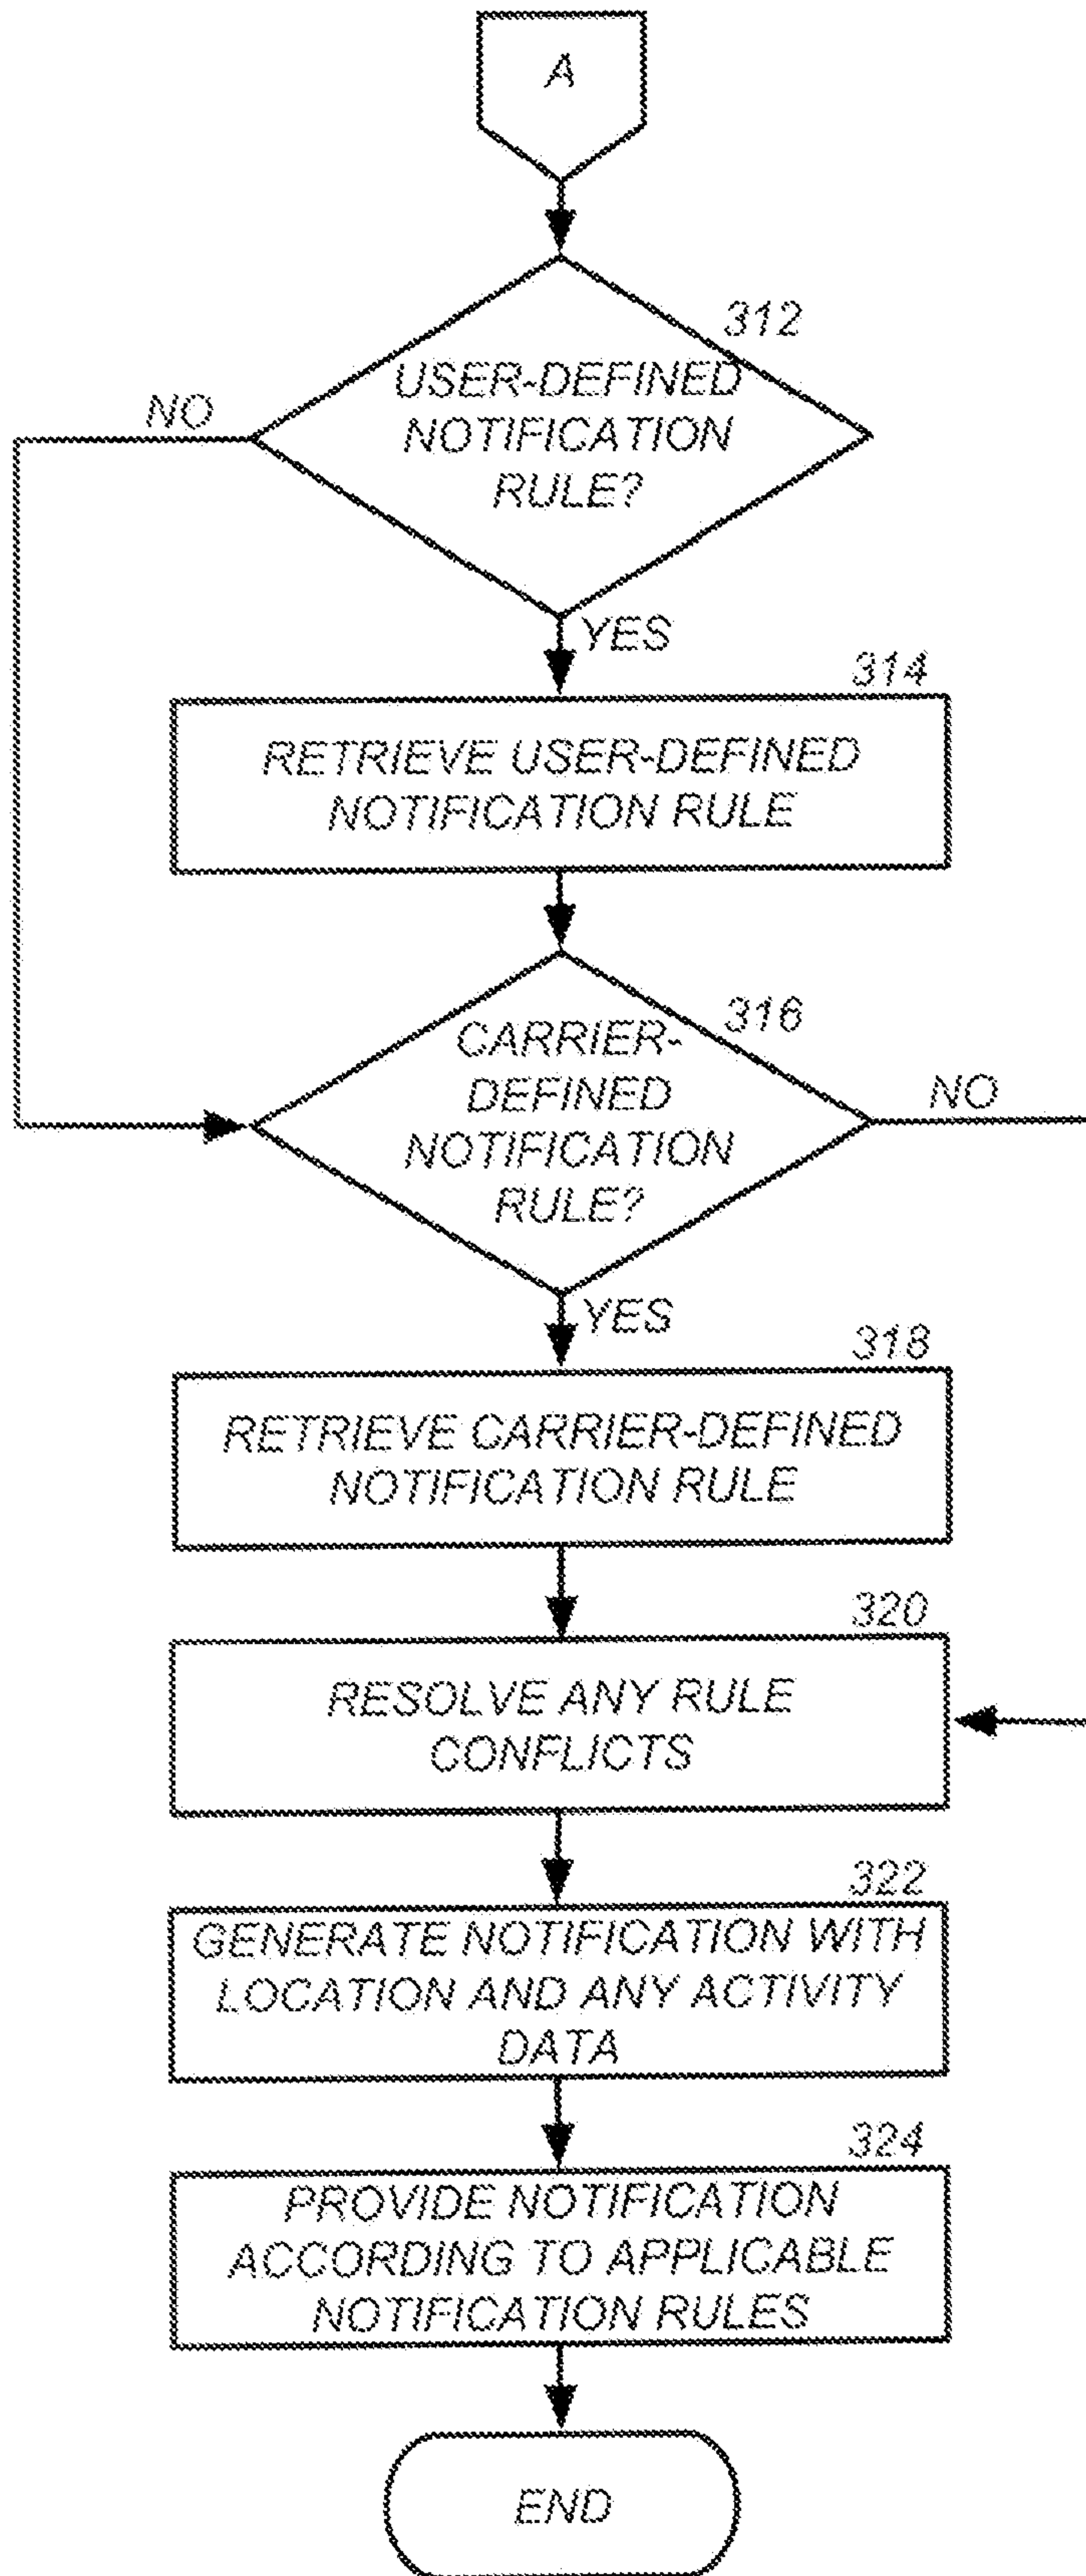 A
312
USER-DEFINED
NOTIFICATION
RULE?
NO
YES
314
RETRIEVE USER-DEFINED
NOTIFICATION RULE
316
CARRIER-
DEFINED
NOTIFICATION
RULE?
NO
YES
318
RETRIEVE CARRIER-DEFINED
NOTIFICATION RULE
320
RESOLVE ANY RULE
CONFLICTS
322
GENERATE NOTIFICATION WITH
LOCATION AND ANY ACTIVITY
DATA
324
PROVIDE NOTIFICATION
ACCORDING TO APPLICABLE
NOTIFICATION RULES
END